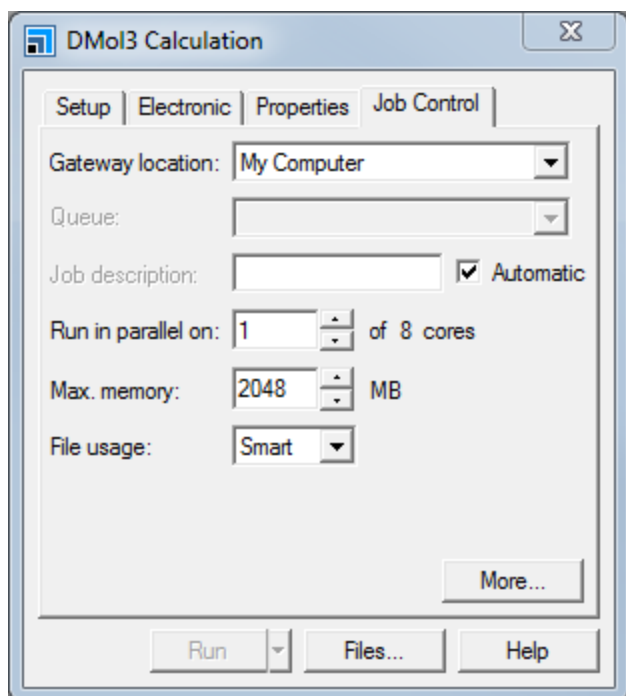 DMol3 Calculation
Setup Electronic Properties Job Control
Gateway location: My Computer
Queue:
Job description: Automatic
Run in parallel on: 1 of 8 cores
Max. memory: 2048 MB
File usage: Smart
More...
Run Files... Help